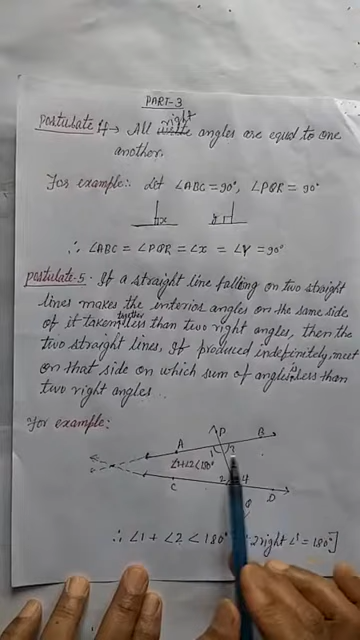 PART-3
Postulate 4 → All right angles are equal to one
another.
For example:- Let ∠ABC = 90°, ∠PQR = 90°
x y
∴ ∠ABC = ∠PQR = ∠x = ∠y = 90°
Postulate-5. If a straight line falling on two straight
lines makes the interior angles on the same side
of it taken together less than two right angles, then the
two straight lines, If produced indefinitely, meet
on that side on which sum of angles is less than
two right angles.
For example:
P B
A 1
∠1+∠2<180°
C 2 4 D
Q
∴ ∠1 + ∠2 < 180° 2 right ∠s = 180°]